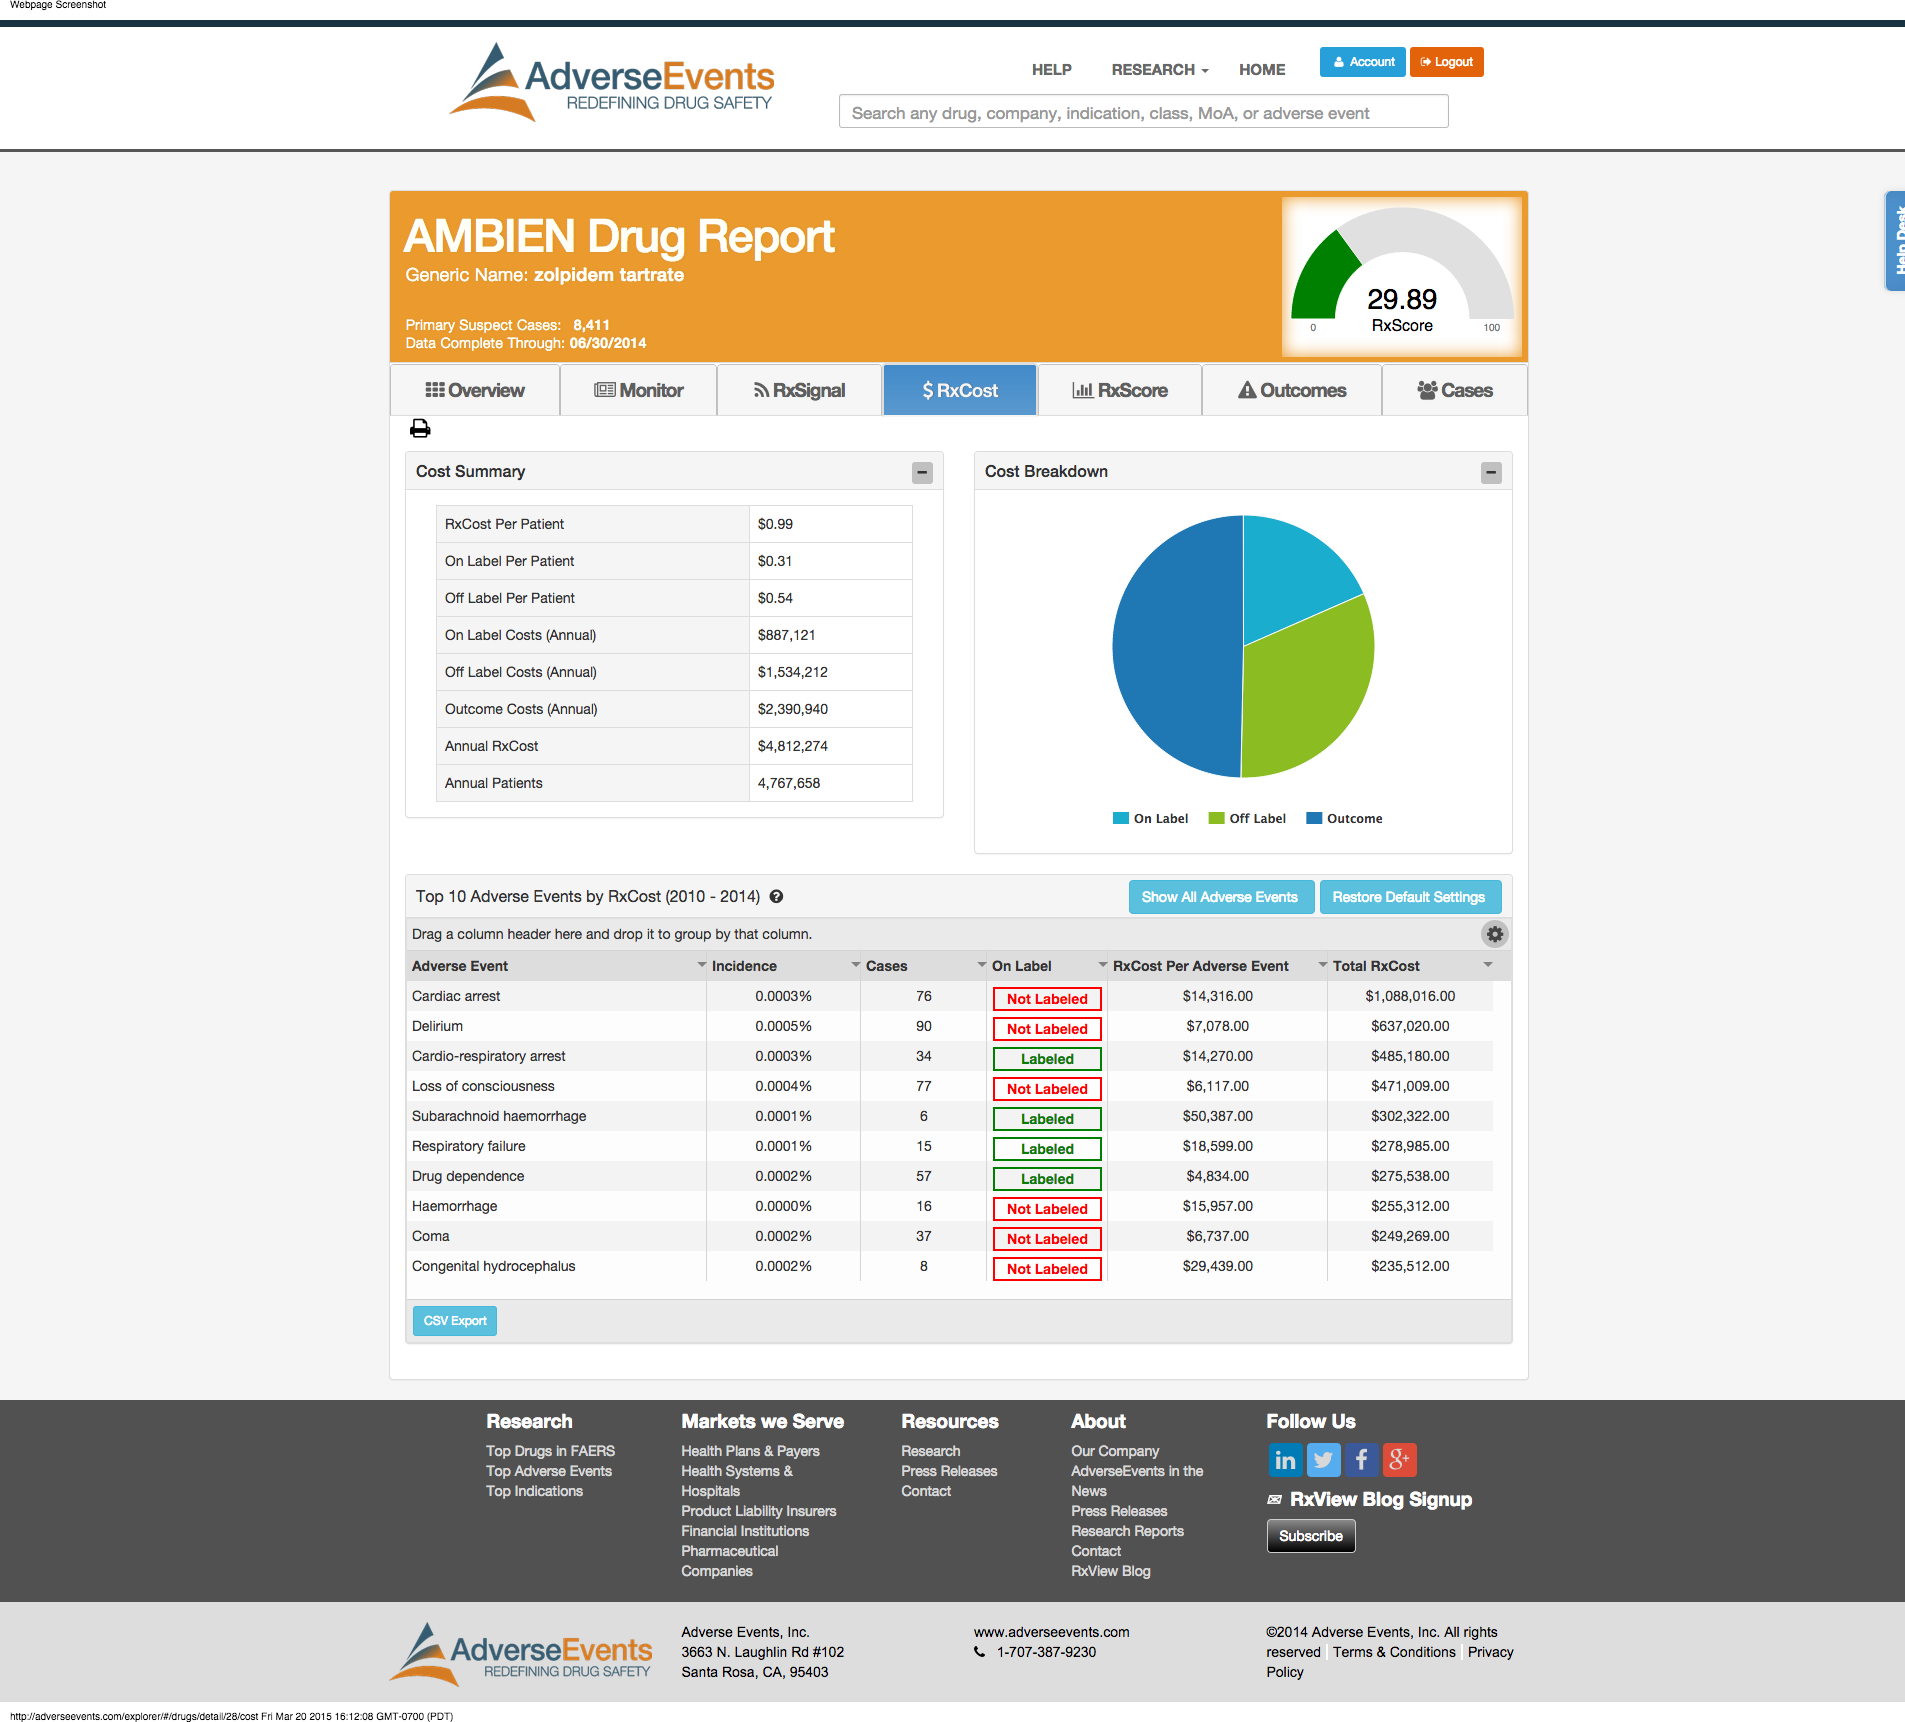 Webpage Screenshot
AdverseEvents
REDEFINING DRUG SAFETY
HELP RESEARCH HOME Account Logout
Search any drug, company, indication, class, MoA, or adverse event
Help Desk
AMBIEN Drug Report
Generic Name: zolpidem tartrate
Primary Suspect Cases: 8,411
Data Complete Through: 06/30/2014
29.89
RxScore
0 100
Overview Monitor RxSignal $ RxCost RxScore Outcomes Cases
Cost Summary
RxCost Per Patient $0.99
On Label Per Patient $0.31
Off Label Per Patient $0.54
On Label Costs (Annual) $887,121
Off Label Costs (Annual) $1,534,212
Outcome Costs (Annual) $2,390,940
Annual RxCost $4,812,274
Annual Patients 4,767,658
Cost Breakdown
On Label Off Label Outcome
Top 10 Adverse Events by RxCost (2010 - 2014) ? Show All Adverse Events Restore Default Settings
Drag a column header here and drop it to group by that column.
Adverse Event Incidence Cases On Label RxCost Per Adverse Event Total RxCost
Cardiac arrest 0.0003% 76 Not Labeled $14,316.00 $1,088,016.00
Delirium 0.0005% 90 Not Labeled $7,078.00 $637,020.00
Cardio-respiratory arrest 0.0003% 34 Labeled $14,270.00 $485,180.00
Loss of consciousness 0.0004% 77 Not Labeled $6,117.00 $471,009.00
Subarachnoid haemorrhage 0.0001% 6 Labeled $50,387.00 $302,322.00
Respiratory failure 0.0001% 15 Labeled $18,599.00 $278,985.00
Drug dependence 0.0002% 57 Labeled $4,834.00 $275,538.00
Haemorrhage 0.0000% 16 Not Labeled $15,957.00 $255,312.00
Coma 0.0002% 37 Not Labeled $6,737.00 $249,269.00
Congenital hydrocephalus 0.0002% 8 Not Labeled $29,439.00 $235,512.00
CSV Export
Research
Top Drugs in FAERS
Top Adverse Events
Top Indications
Markets we Serve
Health Plans & Payers
Health Systems &
Hospitals
Product Liability Insurers
Financial Institutions
Pharmaceutical
Companies
Resources
Research
Press Releases
Contact
About
Our Company
AdverseEvents in the
News
Press Releases
Research Reports
Contact
RxView Blog
Follow Us
in f g+
RxView Blog Signup
Subscribe
AdverseEvents
REDEFINING DRUG SAFETY
Adverse Events, Inc.
3663 N. Laughlin Rd #102
Santa Rosa, CA, 95403
www.adverseevents.com
1-707-387-9230
©2014 Adverse Events, Inc. All rights
reserved | Terms & Conditions | Privacy
Policy
http://adverseevents.com/explorer/#/drugs/detail/28/cost Fri Mar 20 2015 16:12:08 GMT-0700 (PDT)